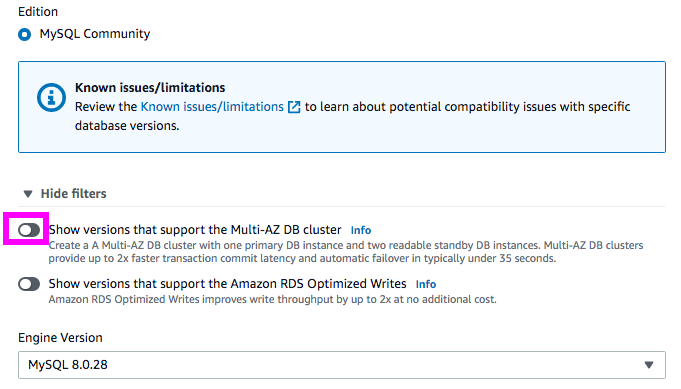 Edition
MySQL Community
Known issues/limitations
Review the Known issues/limitations to learn about potential compatibility issues with specific
database versions.
Hide filters
Show versions that support the Multi-AZ DB cluster Info
Create a A Multi-AZ DB cluster with one primary DB instance and two readable standby DB instances. Multi-AZ DB clusters
provide up to 2x faster transaction commit latency and automatic failover in typically under 35 seconds.
Show versions that support the Amazon RDS Optimized Writes Info
Amazon RDS Optimized Writes improves write throughput by up to 2x at no additional cost.
Engine Version
MySQL 8.0.28